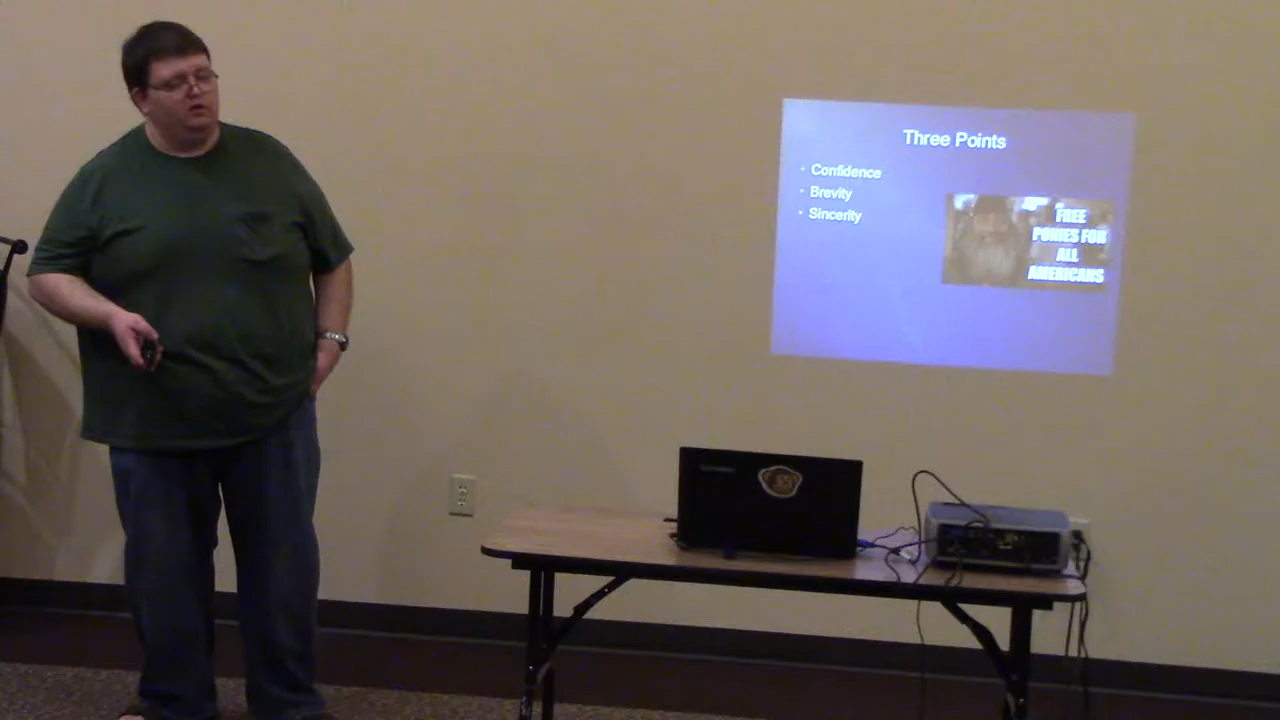 Three Points
• Confidence
• Brevity
• Sincerity
FREE
PONIES FOR
ALL
AMERICANS